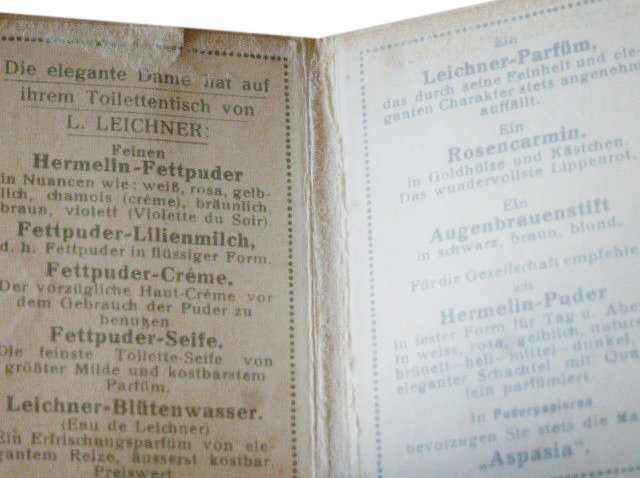 Die elegante Dame hat auf
ihrem Toilettentisch von
L. LEICHNER:
Feinen
Hermelin-Fettpuder
in Nuancen wie: weiß, rosa, gelb-
lich, chamois (créme), bräunlich,
braun, violett (Violette du Soir).
Fettpuder-Lilienmilch,
d. h. Fettpuder in flüssiger Form.
Fettpuder-Créme.
Der vorzügliche Haut-Créme vor
dem Gebrauch der Puder zu
benutzen
Fettpuder-Seife.
Die feinste Toilette-Seife von
größter Milde und kostbarstem
Parfüm.
Leichner-Blütenwasser.
(Eau de Leichner)
Ein Erfrischungsparfüm von ele-
gantem Reize, äusserst kostbar.
Preiswert
Ein
Leichner-Parfüm,
das durch seine Feinheit und ele-
ganten Charakter stets angenehm
auffällt.
Ein
Rosencarmin.
in Goldhülse und Kästchen.
Das wundervollste Lippenrot.
Ein
Augenbrauenstift
in schwarz, braun, blond.
Für die Gesellschaft empfehle
ich
Hermelin-Puder
in fester Form für Tag u. Abe
in weiss, rosa, gelblich, natur
brünett-hell-mittel dunkel,
eleganter Schachtel mit Qua
fein parfümiert.
In Puderpapieren
bevorzugen Sie stets die Ma
„Aspasia".